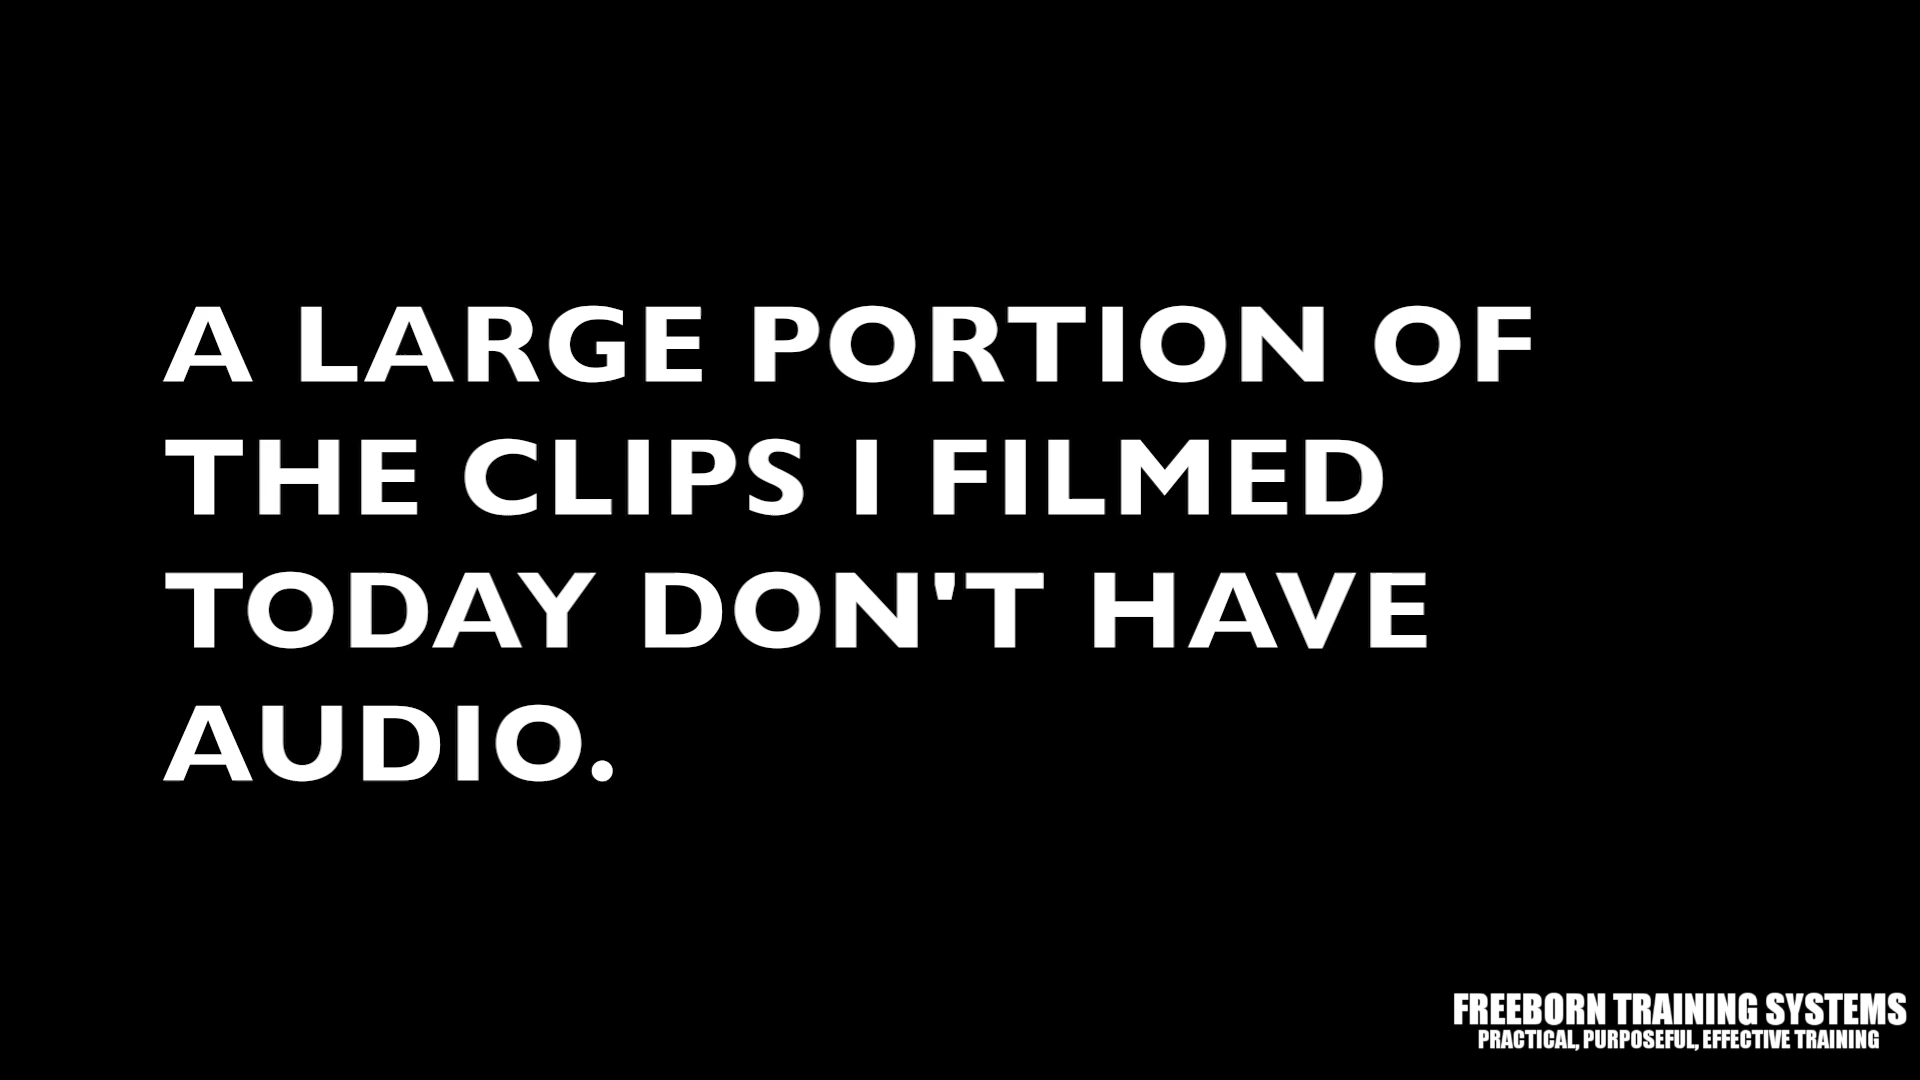 A LARGE PORTION OF
THE CLIPS I FILMED
TODAY DON'T HAVE
AUDIO.
FREEBORN TRAINING SYSTEMS
PRACTICAL, PURPOSEFUL, EFFECTIVE TRAINING